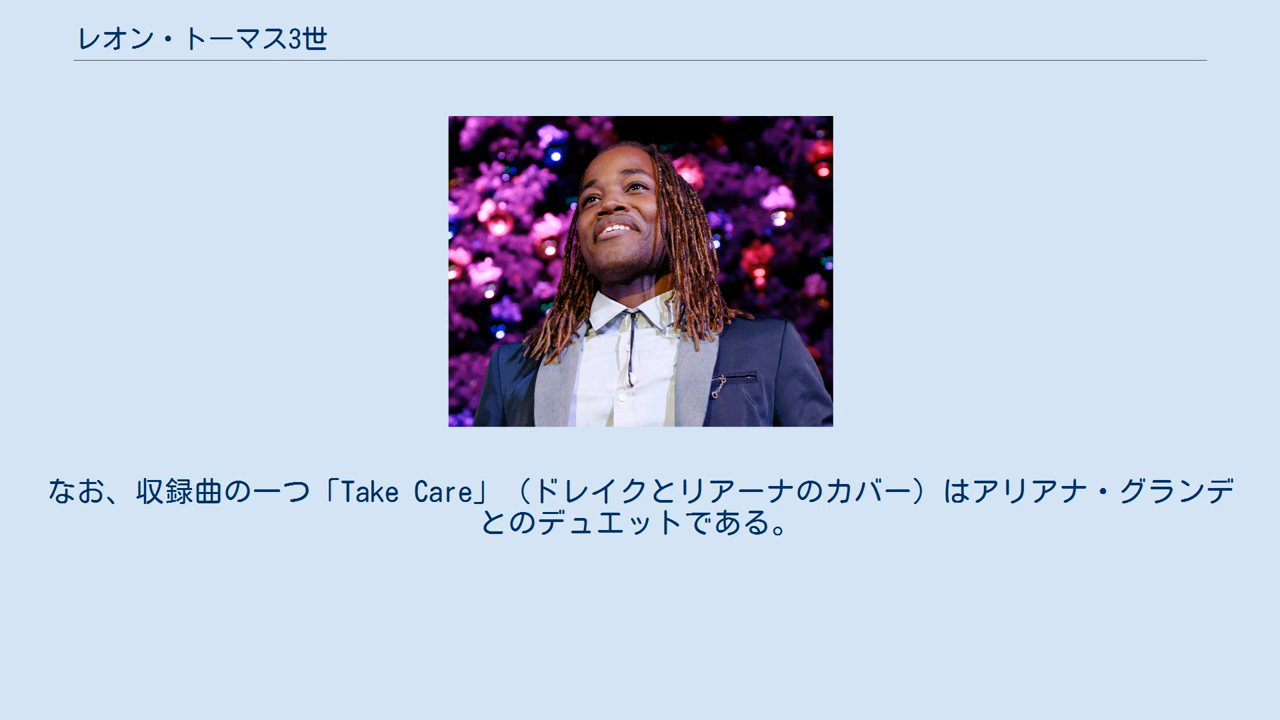 レオン・トーマス3世
なお、収録曲の一つ「Take Care」（ドレイクとリアーナのカバー）はアリアナ・グランデ
とのデュエットである。